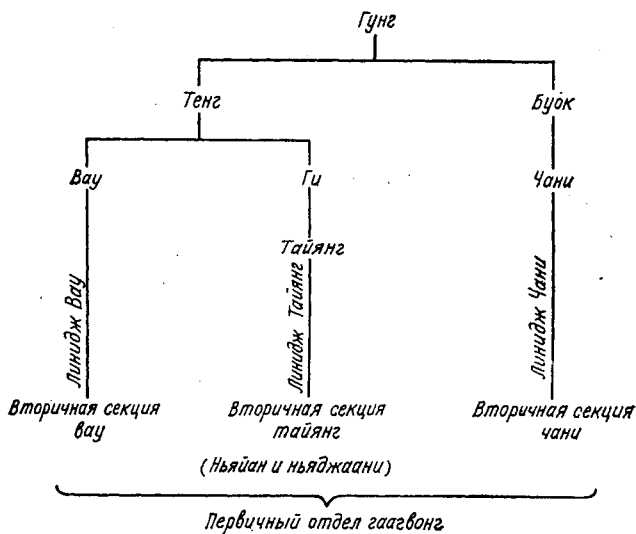 Гунг
Тенг
Буок
Вау
Ги
Чани
Тайянг
Линидж Вау
Линидж Тайянг
Линидж Чани
Вторичная секция
вау
Вторичная секция
тайянг
Вторичная секция
чани
(Ньяйан и ньяджаани)
Первичный отдел гаагвонг